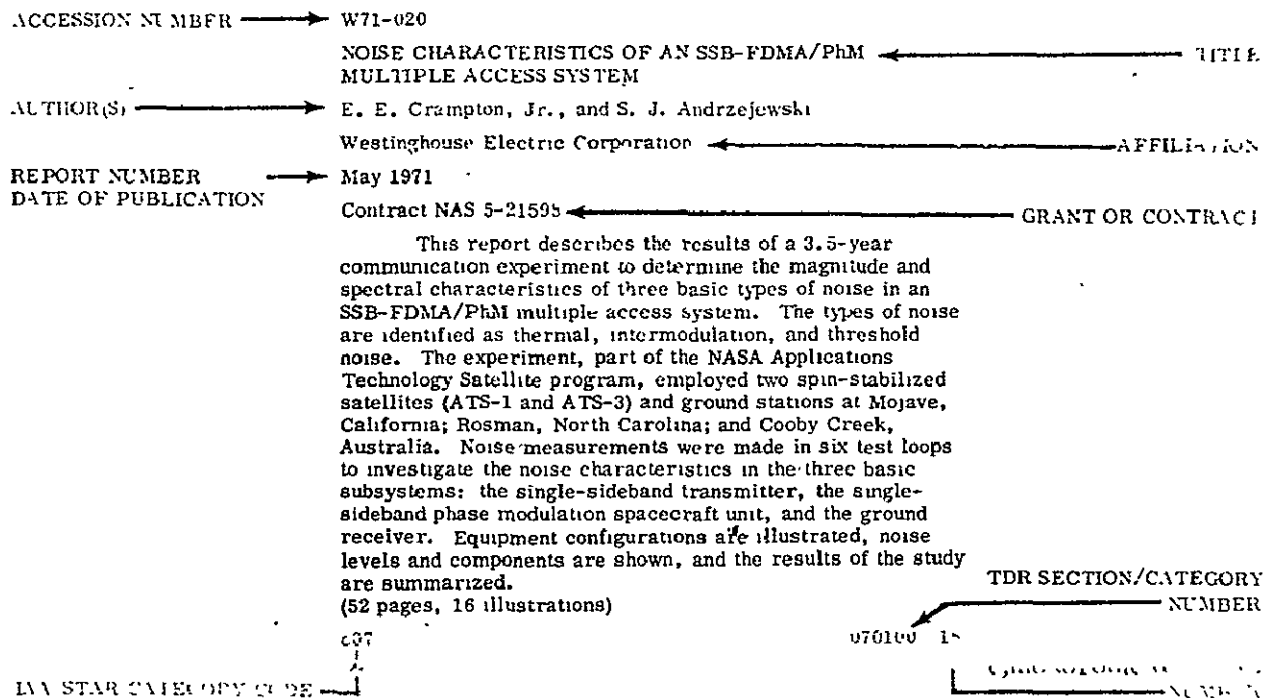 ACCESSION NUMBER W71-020
NOISE CHARACTERISTICS OF AN SSB-FDMA/PhM TITLE
MULTIPLE ACCESS SYSTEM
AUTHOR(S) E. E. Crampton, Jr., and S. J. Andrzejewski
Westinghouse Electric Corporation AFFILIATION
REPORT NUMBER May 1971
DATE OF PUBLICATION
Contract NAS 5-21595 GRANT OR CONTRACT
This report describes the results of a 3.5-year
communication experiment to determine the magnitude and
spectral characteristics of three basic types of noise in an
SSB-FDMA/PhM multiple access system. The types of noise
are identified as thermal, intermodulation, and threshold
noise. The experiment, part of the NASA Applications
Technology Satellite program, employed two spin-stabilized
satellites (ATS-1 and ATS-3) and ground stations at Mojave,
California; Rosman, North Carolina; and Cooby Creek,
Australia. Noise measurements were made in six test loops
to investigate the noise characteristics in the three basic
subsystems: the single-sideband transmitter, the single-
sideband phase modulation spacecraft unit, and the ground
receiver. Equipment configurations are illustrated, noise
levels and components are shown, and the results of the study
are summarized.
(52 pages, 16 illustrations)
TDR SECTION/CATEGORY
NUMBER
c07 070100
STAR CATEGORY CODE